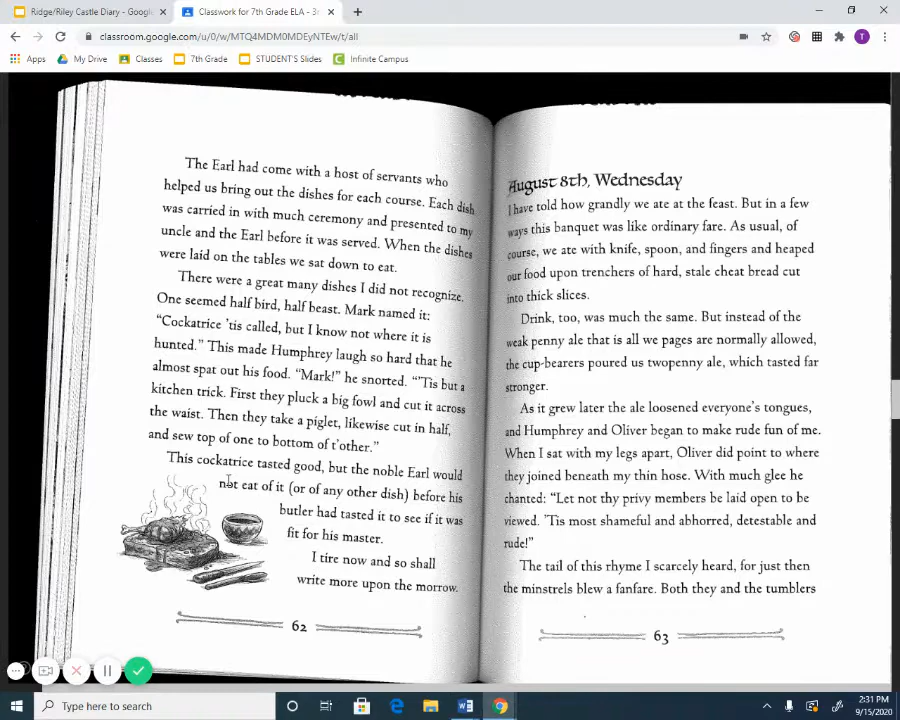 Ridge/Riley Castle Diary - Googl
Classwork for 7th Grade ELA - 3r
classroom.google.com/u/0/w/MTQ4MDM0MDEyNTEw/t/all
T
Apps
My Drive
Classes
7th Grade
STUDENT'S Slides
Infinite Campus
The Earl had come with a host of servants who
helped us bring out the dishes for each course. Each dish
was carried in with much ceremony and presented to my
uncle and the Earl before it was served. When the dishes
were laid on the tables we sat down to eat.
There were a great many dishes I did not recognize.
One seemed half bird, half beast. Mark named it:
“Cockatrice ’tis called, but I know not where it is
hunted.” This made Humphrey laugh so hard that he
almost spat out his food. “Mark!” he snorted. “’Tis but a
kitchen trick. First they pluck a big fowl and cut it across
the waist. Then they take a piglet, likewise cut in half,
and sew top of one to bottom of t’other.”
This cockatrice tasted good, but the noble Earl would
not eat of it (or of any other dish) before his
butler had tasted it to see if it was
fit for his master.
I tire now and so shall
write more upon the morrow.
62
August 8th, Wednesday
I have told how grandly we ate at the feast. But in a few
ways this banquet was like ordinary fare. As usual, of
course, we ate with knife, spoon, and fingers and heaped
our food upon trenchers of hard, stale cheat bread cut
into thick slices.
Drink, too, was much the same. But instead of the
weak penny ale that is all we pages are normally allowed,
the cup-bearers poured us twopenny ale, which tasted far
stronger.
As it grew later the ale loosened everyone’s tongues,
and Humphrey and Oliver began to make rude fun of me.
When I sat with my legs apart, Oliver did point to where
they joined beneath my thin hose. With much glee he
chanted: “Let not thy privy members be laid open to be
viewed. ’Tis most shameful and abhorred, detestable and
rude!”
The tail of this rhyme I scarcely heard, for just then
the minstrels blew a fanfare. Both they and the tumblers
63
Type here to search
2:31 PM
9/15/2020